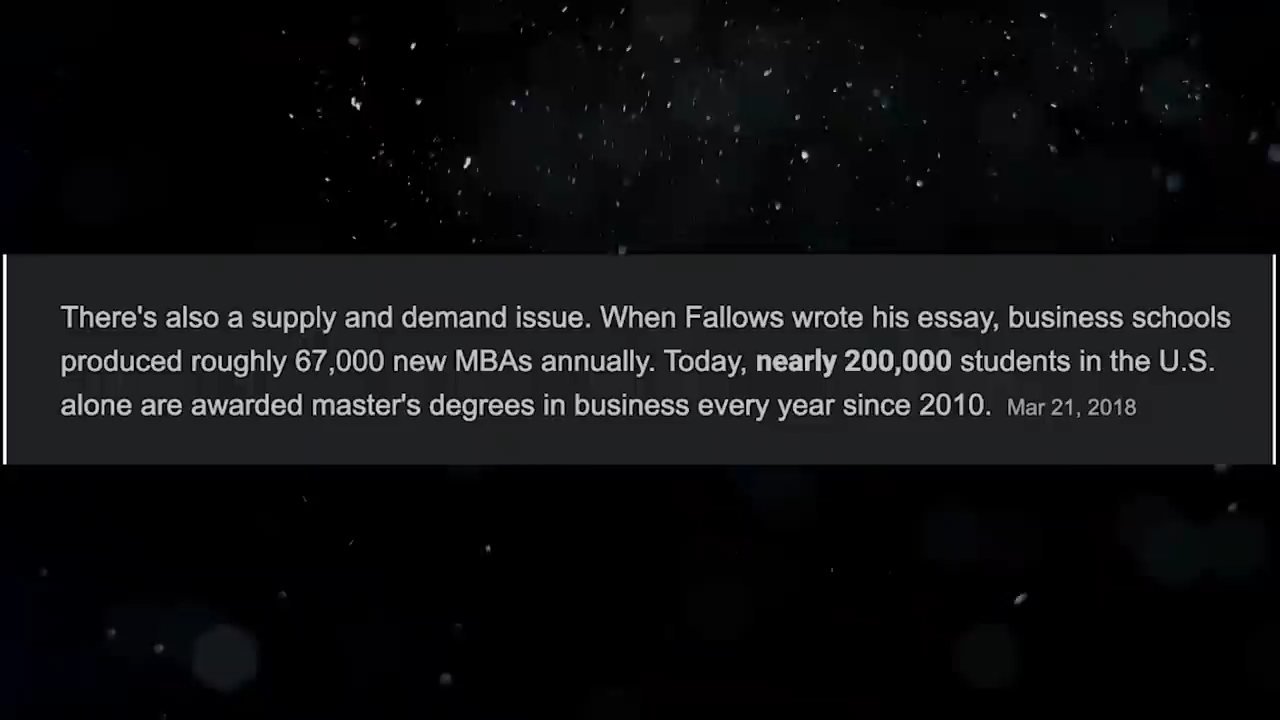 There's also a supply and demand issue. When Fallows wrote his essay, business schools
produced roughly 67,000 new MBAs annually. Today, nearly 200,000 students in the U.S.
alone are awarded master's degrees in business every year since 2010. Mar 21, 2018